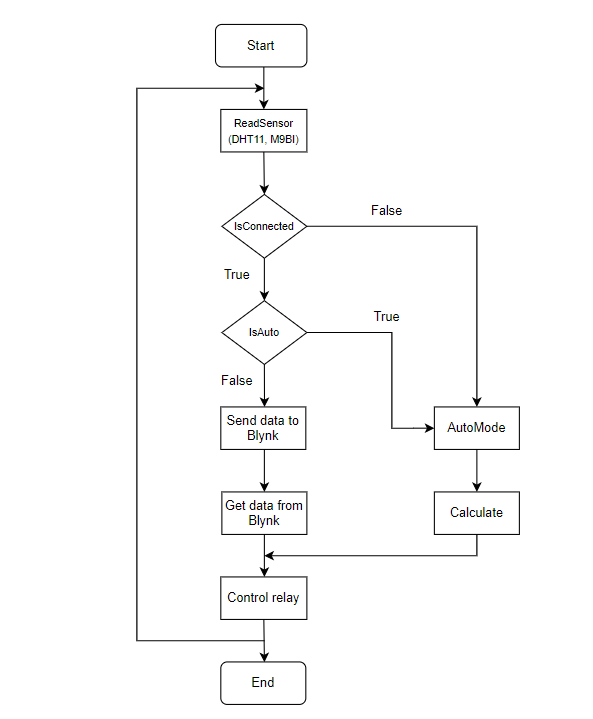 Start
ReadSensor
(DHT11, M9BI)
IsConnected
False
True
IsAuto
True
False
Send data to
Blynk
AutoMode
Get data from
Blynk
Calculate
Control relay
End